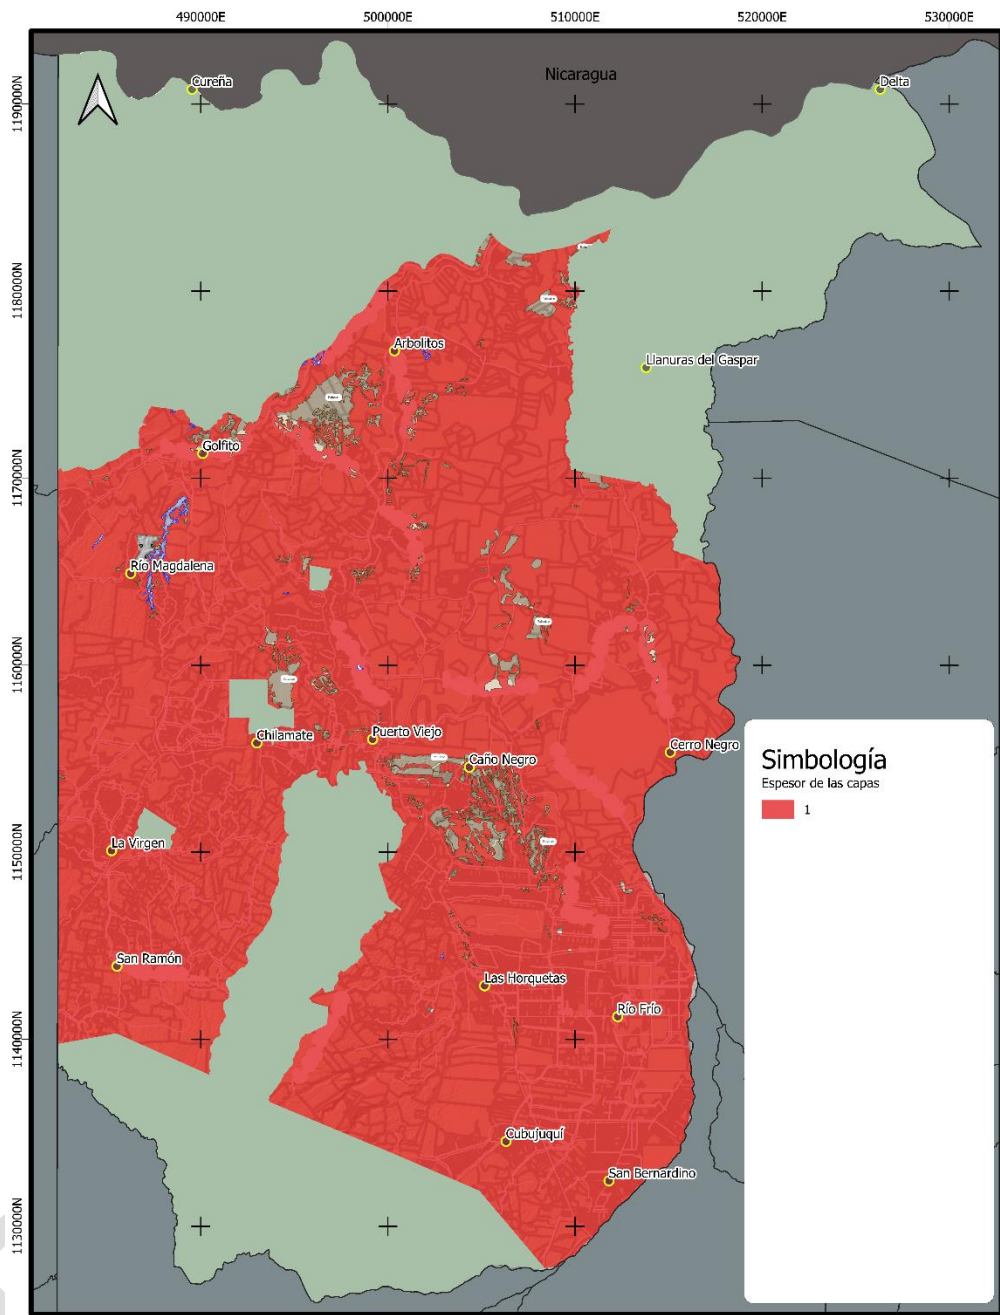 490000E 500000E 510000E 520000E 530000E
Nicaragua
Cureña
Delta
1190000N
1180000N
Arbolitos
Llanuras del Gaspar
Golfito
1170000N
Río Magdalena
1160000N
Chilamate
Puerto Viejo
Caño Negro
Cerro Negro
Simbología
Espesor de las capas
1
La Virgen
1150000N
San Ramón
Las Horquetas
Río Frío
1140000N
Cubujuquí
San Bernardino
1130000N